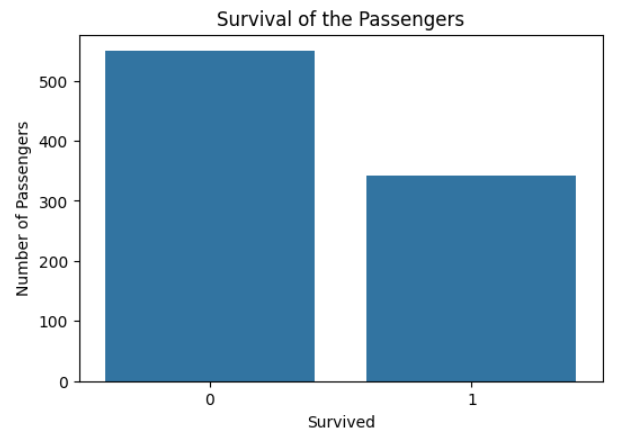 Survival of the Passengers
Number of Passengers
500
400
300
200
100
0
0 1
Survived